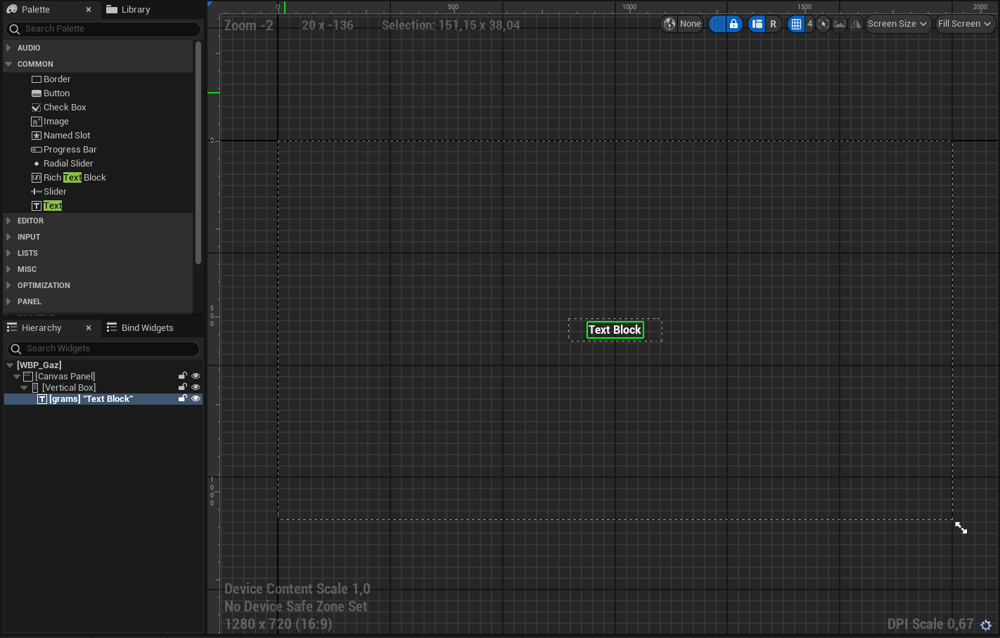 Palette
Library
Search Palette
AUDIO
COMMON
Border
Button
Check Box
Image
Named Slot
Progress Bar
Radial Slider
Rich Text Block
Slider
Text
EDITOR
INPUT
LISTS
MISC
OPTIMIZATION
PANEL
Hierarchy
Bind Widgets
Search Widgets
[WBP_Gaz]
[Canvas Panel]
[Vertical Box]
[grams] "Text Block"
0
500
1000
1500
2000
Zoom -2
20 x -136
Selection: 151,15 x 38,04
None
R
4
Screen Size
Fill Screen
0
500
1000
Text Block
Device Content Scale 1,0
No Device Safe Zone Set
1280 x 720 (16:9)
DPI Scale 0,67